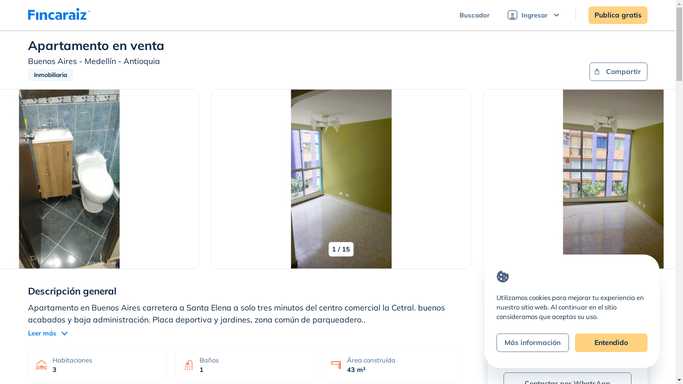 Fincaraiz
Buscador
Ingresar
Publica gratis
Apartamento en venta
Buenos Aires - Medellín - Antioquia
Inmobiliaria
Compartir
1 / 15
Descripción general
Apartamento en Buenos Aires carretera a Santa Elena a solo tres minutos del centro comercial la Cetral. buenos
acabados y baja administración. Placa deportiva y jardines, zona común de parqueadero..
Leer más
Habitaciones
3
Baños
1
Área construida
43 m²
Utilizamos cookies para mejorar tu experiencia en
nuestro sitio web. Al continuar en el sitio
consideramos que aceptas su uso.
Más información
Entendido
Contactar por WhatsApp